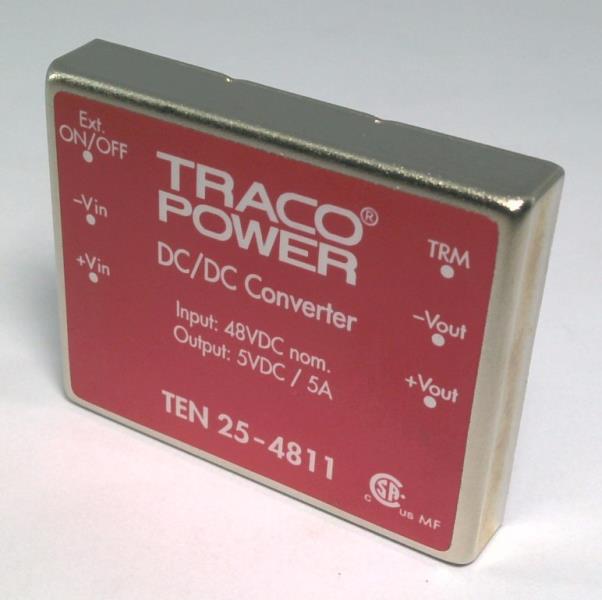 Ext.
ON/OFF
-Vin
+Vin
TRACO®
POWER
DC/DC Converter
Input: 48VDC nom.
Output: 5VDC / 5A
TEN 25-4811
TRM
-Vout
+Vout
C SA US MF